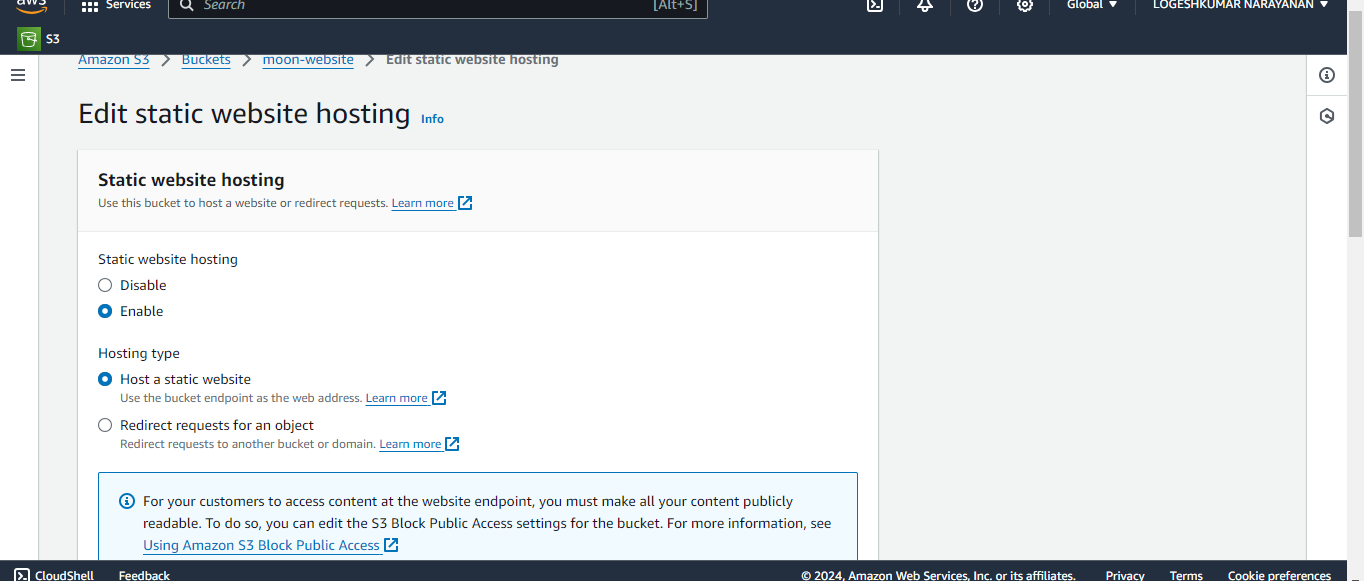 aws Services Search [Alt+S] Global LOGESHKUMAR NARAYANAN
S3
Amazon S3 > Buckets > moon-website > Edit static website hosting
Edit static website hosting Info
Static website hosting
Use this bucket to host a website or redirect requests. Learn more
Static website hosting
Disable
Enable
Hosting type
Host a static website
Use the bucket endpoint as the web address. Learn more
Redirect requests for an object
Redirect requests to another bucket or domain. Learn more
For your customers to access content at the website endpoint, you must make all your content publicly
readable. To do so, you can edit the S3 Block Public Access settings for the bucket. For more information, see
Using Amazon S3 Block Public Access
CloudShell Feedback © 2024, Amazon Web Services, Inc. or its affiliates. Privacy Terms Cookie preferences